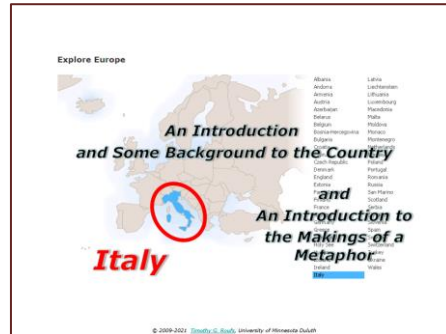 Explore Europe
An Introduction
and Some Background to the Country
and
An Introduction to
the Makings of a
Metaphor
Italy
Albania
Andorra
Armenia
Austria
Azerbaijan
Belarus
Belgium
Bosnia-Hercegovina
Bulgaria
Czech Republic
Denmark
England
Estonia
France
Ireland
Italy
Latvia
Liechtenstein
Lithuania
Luxembourg
Macedonia
Malta
Moldova
Monaco
Montenegro
Netherlands
Poland
Portugal
Romania
Russia
San Marino
Scotland
Serbia
Switzerland
Ukraine
Wales
© 2009-2021 Timothy G. Roufs, University of Minnesota Duluth